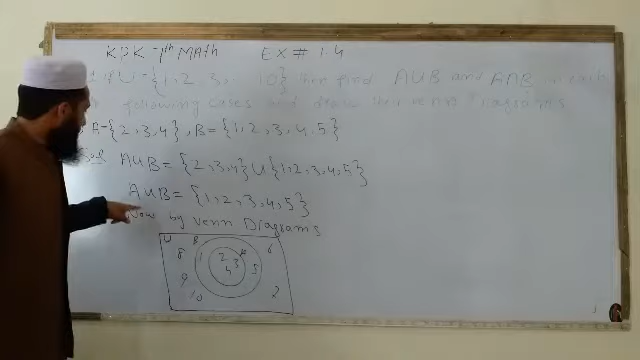 KPK - 7th MATH EX # 1.4
If U = {1, 2, 3, - 10} then find AUB and A∩B in each
following cases and draw their venn Diagrams
A = {2, 3, 4}, B = {1, 2, 3, 4, 5}
Sol AUB = {2, 3, 4} U {1, 2, 3, 4, 5}
AUB = {1, 2, 3, 4, 5}
Now by venn Diagrams
U B A 6
8 1 2 3 5
4
9
10 2